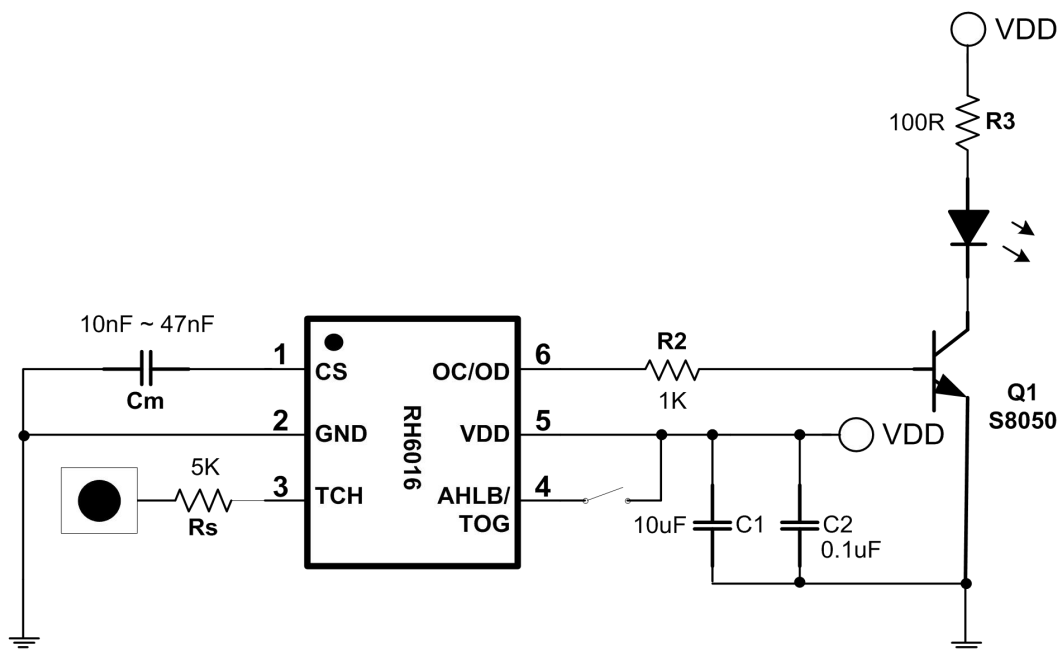 VDD
100R R3
10nF ~ 47nF
Cm
1
CS
2
GND
5K
3
TCH
Rs
RH6016
OC/OD
6
R2
1K
VDD
5
VDD
AHLB/
TOG
4
10uF C1
C2
0.1uF
Q1
S8050